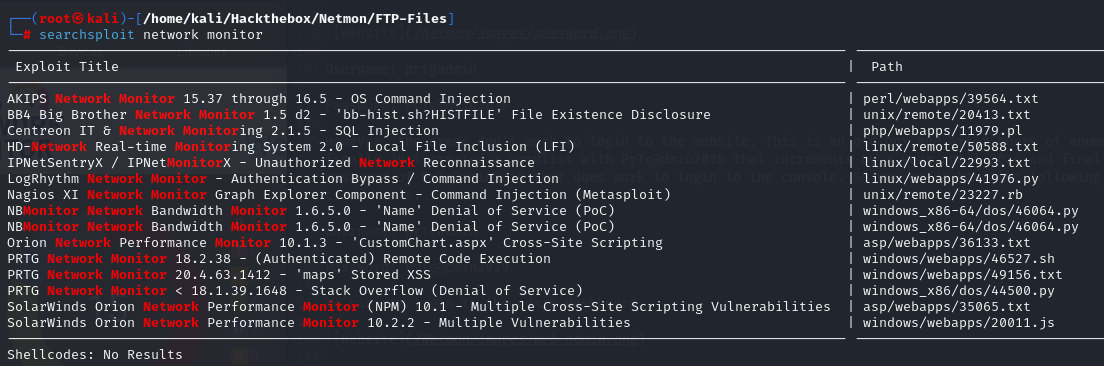 ┌──(root㉿kali)-[/home/kali/Hackthebox/Netmon/FTP-Files]
└─# searchsploit network monitor
Exploit Title | Path
AKIPS Network Monitor 15.37 through 16.5 - OS Command Injection | perl/webapps/39564.txt
BB4 Big Brother Network Monitor 1.5 d2 - 'bb-hist.sh?HISTFILE' File Existence Disclosure | unix/remote/20413.txt
Centreon IT & Network Monitoring 2.1.5 - SQL Injection | php/webapps/11979.pl
HD-Network Real-time Monitoring System 2.0 - Local File Inclusion (LFI) | linux/remote/50588.txt
IPNetSentryX / IPNetMonitorX - Unauthorized Network Reconnaissance | linux/local/22993.txt
LogRhythm Network Monitor - Authentication Bypass / Command Injection | linux/webapps/41976.py
Nagios XI Network Monitor Graph Explorer Component - Command Injection (Metasploit) | unix/remote/23227.rb
NBMonitor Network Bandwidth Monitor 1.6.5.0 - 'Name' Denial of Service (PoC) | windows_x86-64/dos/46064.py
NBMonitor Network Bandwidth Monitor 1.6.5.0 - 'Name' Denial of Service (PoC) | windows_x86-64/dos/46064.py
Orion Network Performance Monitor 10.1.3 - 'CustomChart.aspx' Cross-Site Scripting | asp/webapps/36133.txt
PRTG Network Monitor 18.2.38 - (Authenticated) Remote Code Execution | windows/webapps/46527.sh
PRTG Network Monitor 20.4.63.1412 - 'maps' Stored XSS | windows/webapps/49156.txt
PRTG Network Monitor < 18.1.39.1648 - Stack Overflow (Denial of Service) | windows_x86/dos/44500.py
SolarWinds Orion Network Performance Monitor (NPM) 10.1 - Multiple Cross-Site Scripting Vulnerabilities | asp/webapps/35065.txt
SolarWinds Orion Network Performance Monitor 10.2.2 - Multiple Vulnerabilities | windows/webapps/20011.js
Shellcodes: No Results